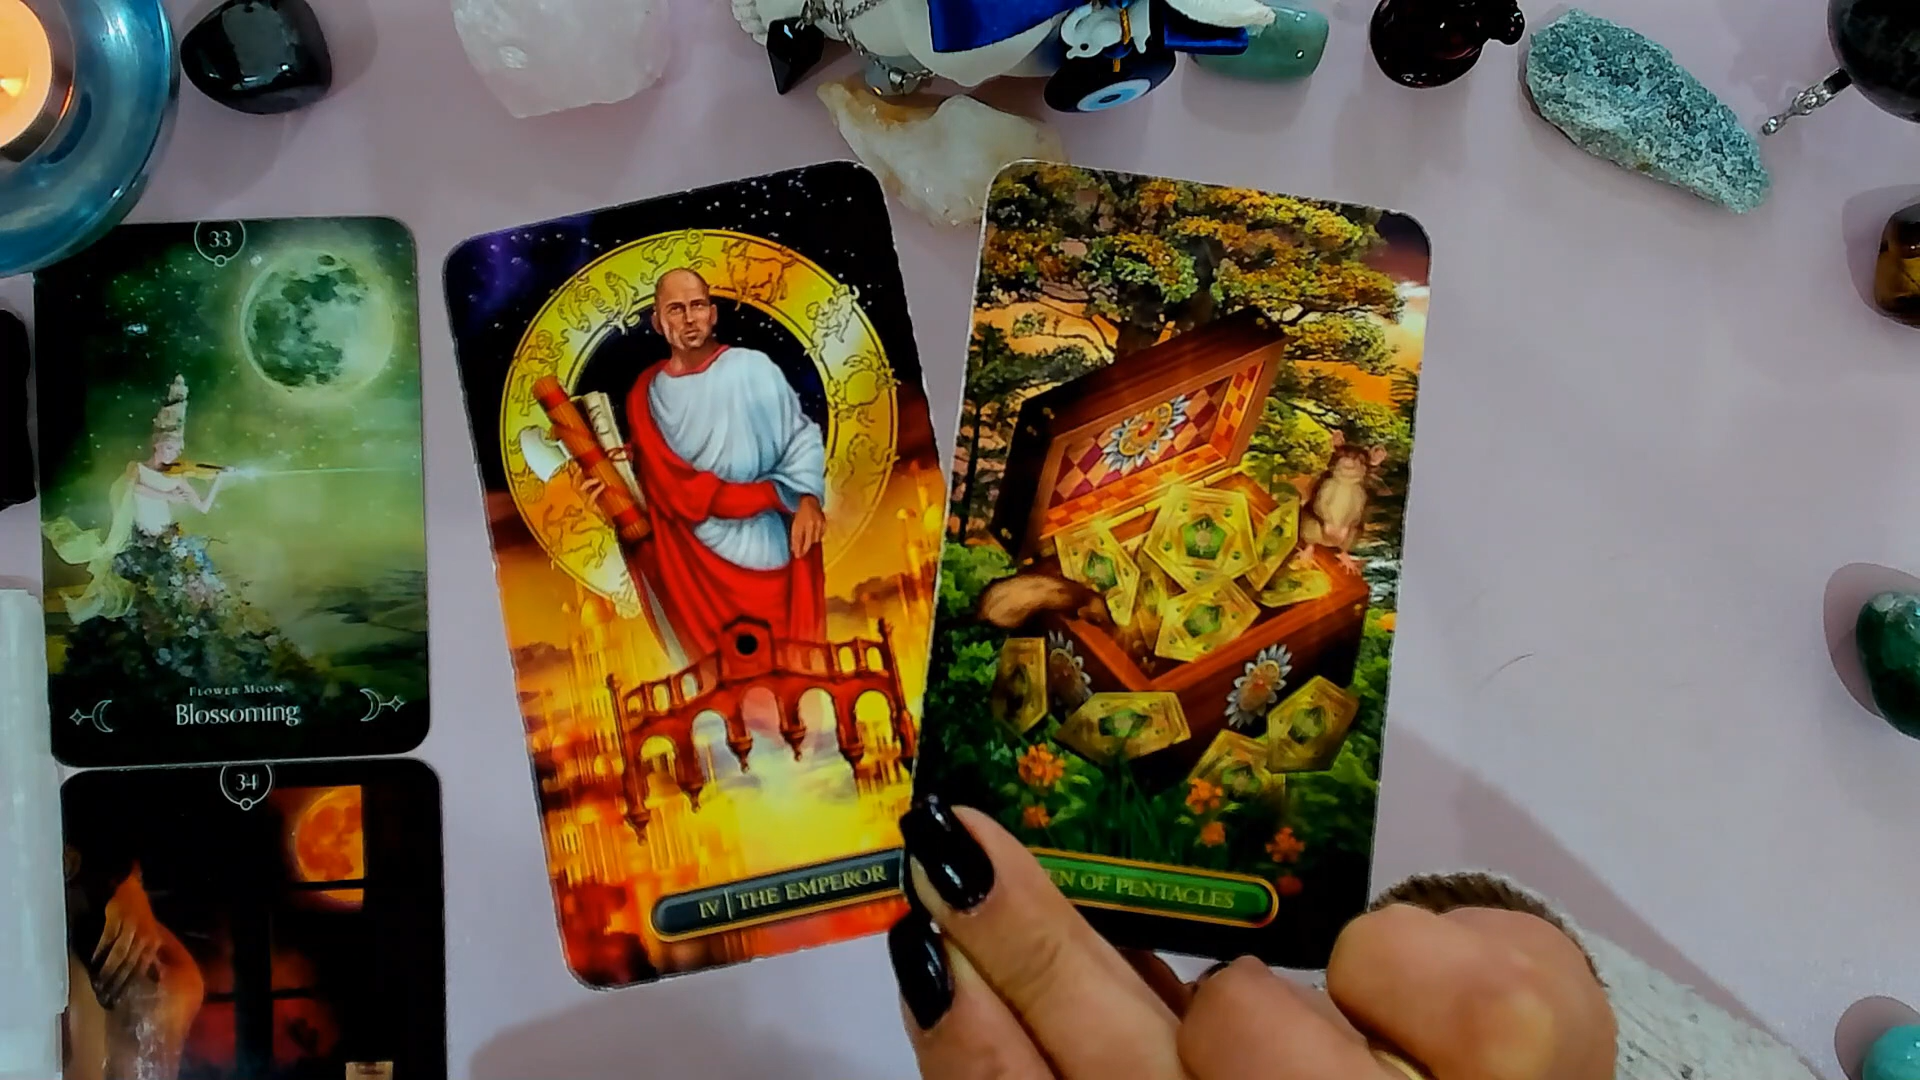 33
FLOWER MOON
Blossoming
34
IV | THE EMPEROR
EN OF PENTACLES